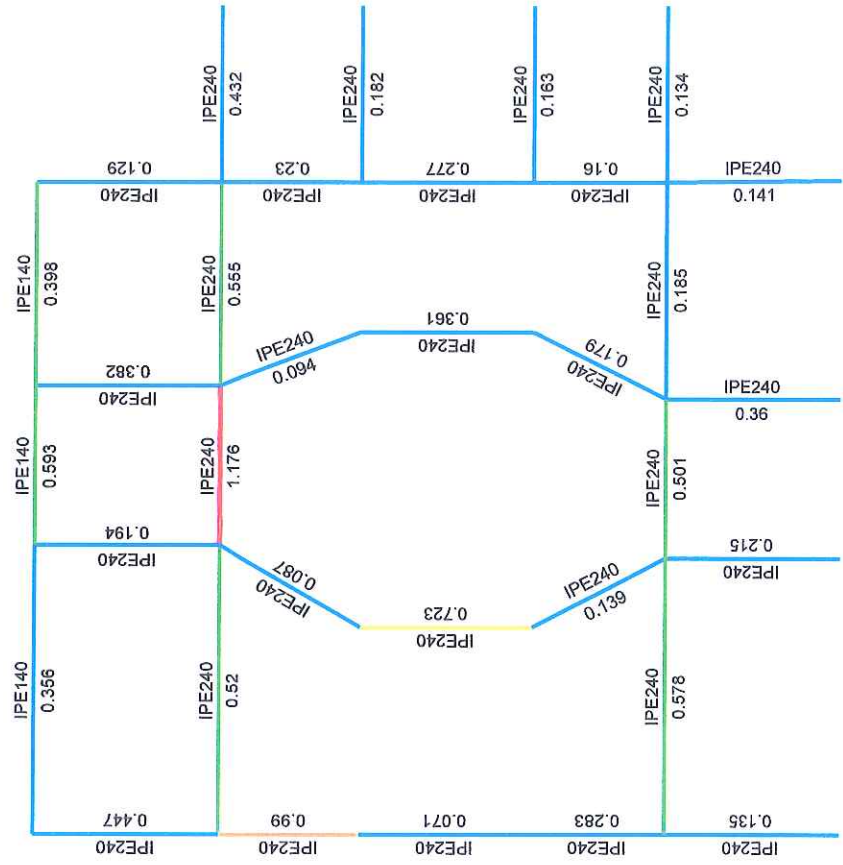 IPE240
0.432
IPE240
0.182
IPE240
0.163
IPE240
0.134
IPE240
0.129
IPE240
0.23
IPE240
0.277
IPE240
0.16
IPE240
0.141
IPE140
0.398
IPE240
0.555
IPE240
0.361
IPE240
0.185
IPE240
0.382
IPE240
0.094
IPE240
0.179
IPE240
0.36
IPE140
0.593
IPE240
1.176
IPE240
0.501
IPE240
0.194
IPE240
0.087
IPE240
0.723
IPE240
0.139
IPE240
0.215
IPE140
0.356
IPE240
0.52
IPE240
0.578
IPE240
0.447
IPE240
0.99
IPE240
0.071
IPE240
0.283
IPE240
0.135